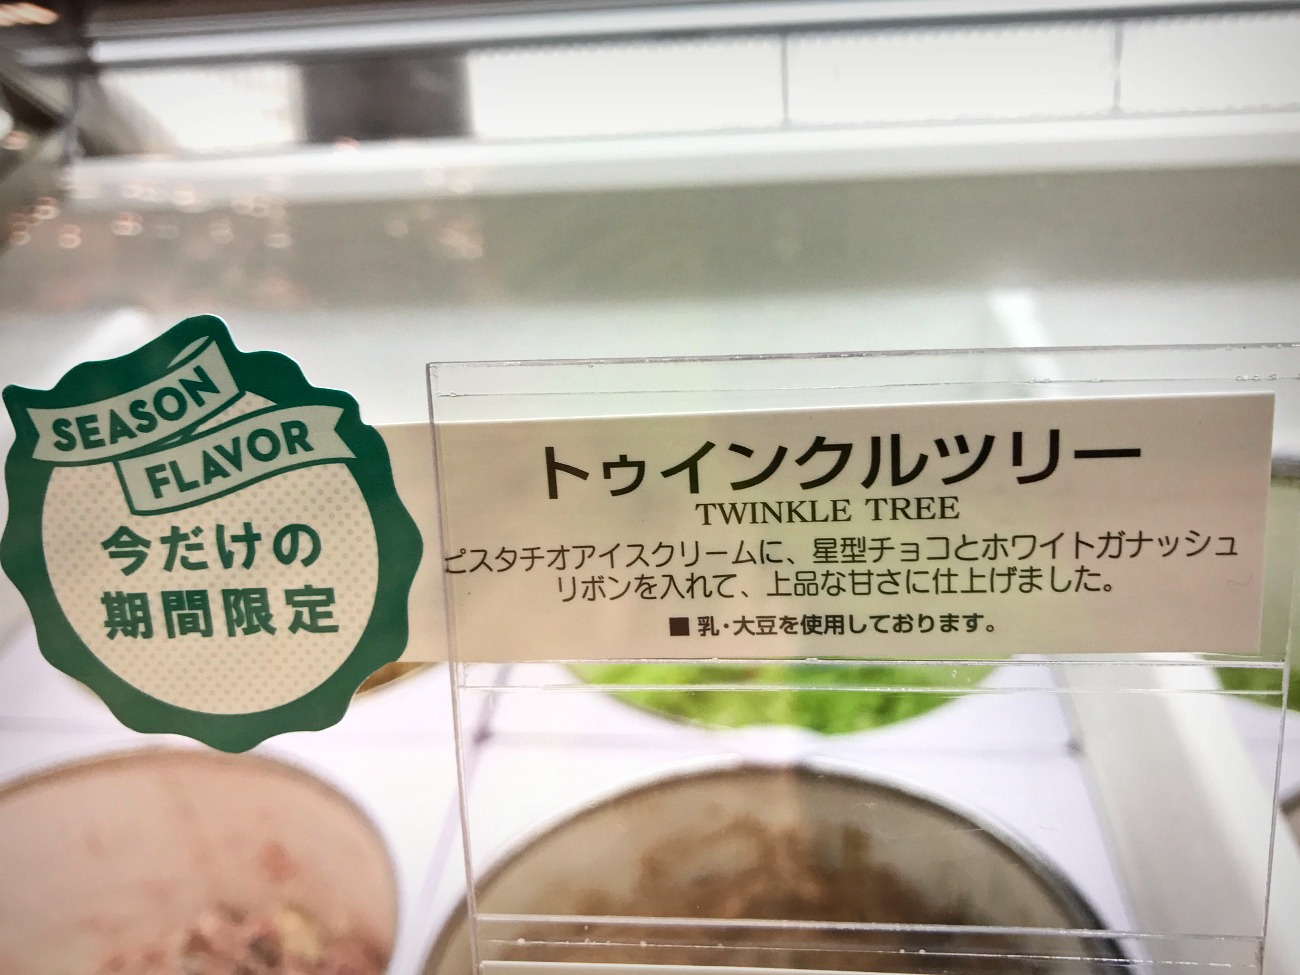 SEASON
FLAVOR
今だけの
期間限定
トゥインクルツリー
TWINKLE TREE
ピスタチオアイスクリームに、星型チョコとホワイトガナッシュ
リボンを入れて、上品な甘さに仕上げました。
■ 乳・大豆を使用しております。